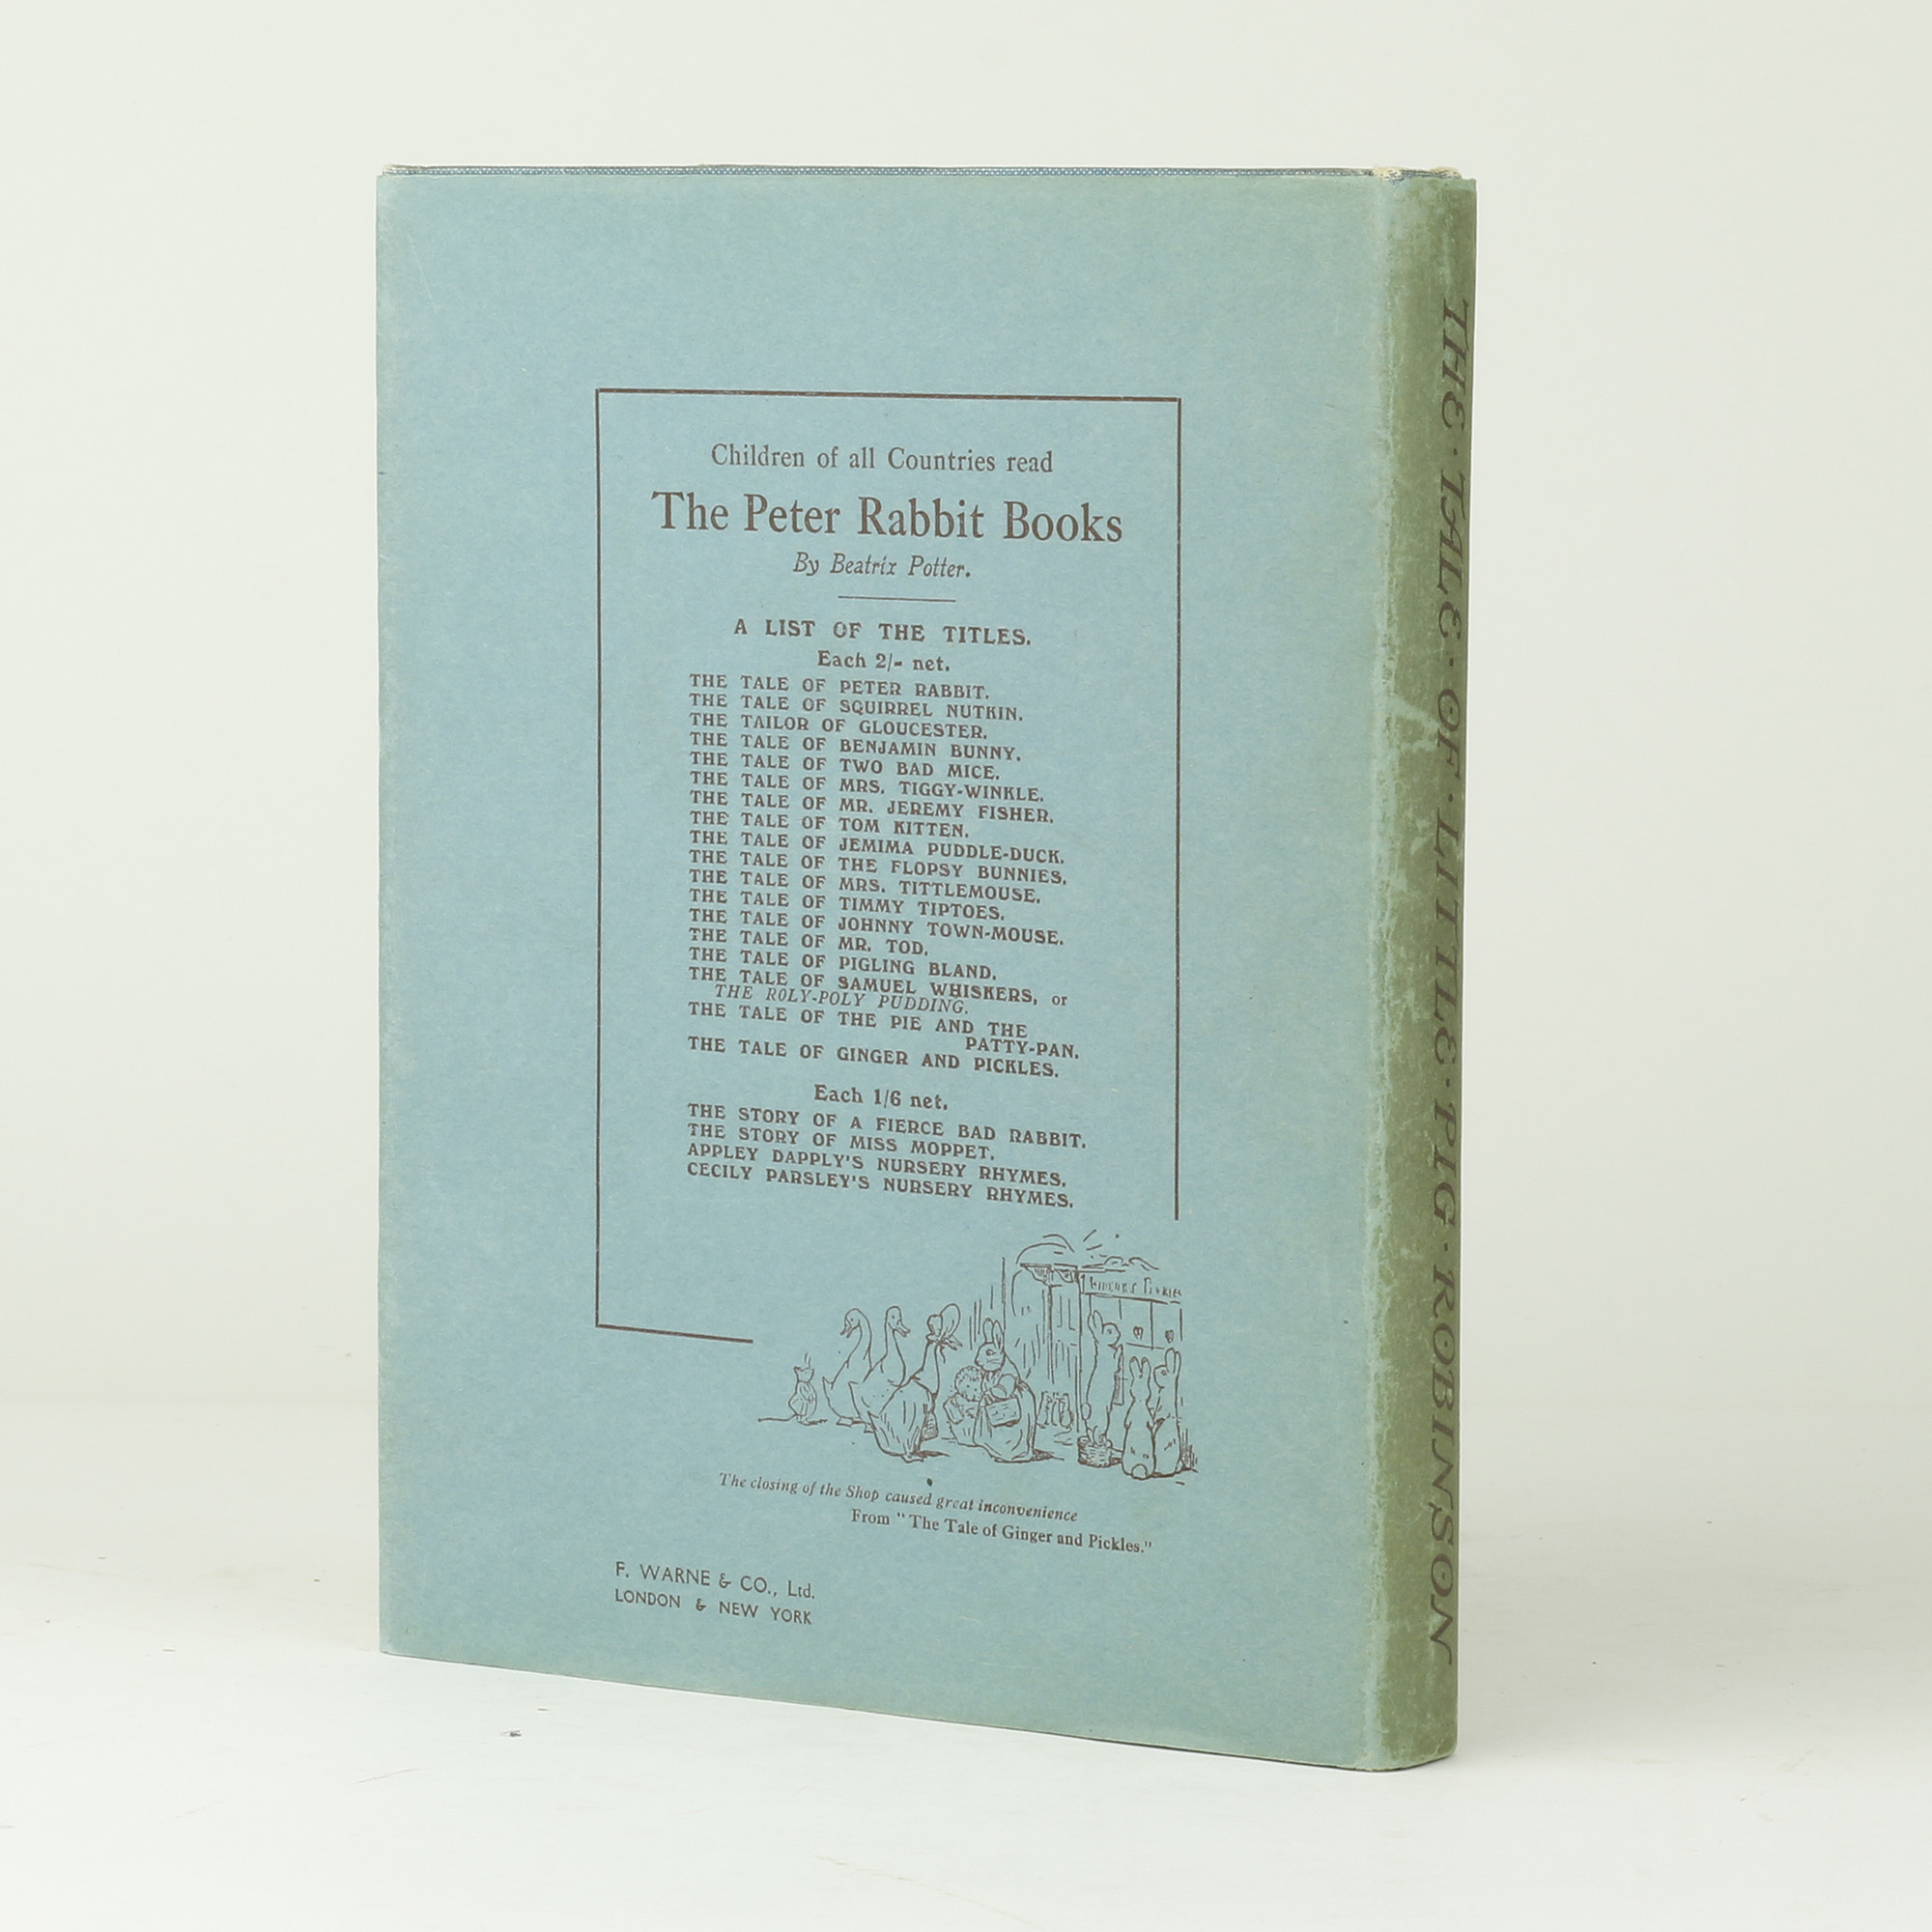 Children of all Countries read
The Peter Rabbit Books
By Beatrix Potter.
A LIST OF THE TITLES.
Each 2/- net.
THE TALE OF PETER RABBIT.
THE TALE OF SQUIRREL NUTKIN.
THE TAILOR OF GLOUCESTER.
THE TALE OF BENJAMIN BUNNY.
THE TALE OF TWO BAD MICE.
THE TALE OF MRS. TIGGY-WINKLE.
THE TALE OF MR. JEREMY FISHER.
THE TALE OF TOM KITTEN.
THE TALE OF JEMIMA PUDDLE-DUCK.
THE TALE OF THE FLOPSY BUNNIES.
THE TALE OF MRS. TITTLEMOUSE.
THE TALE OF TIMMY TIPTOES.
THE TALE OF JOHNNY TOWN-MOUSE.
THE TALE OF MR. TOD.
THE TALE OF PIGLING BLAND.
THE TALE OF SAMUEL WHISKERS, or
THE ROLY-POLY PUDDING.
THE TALE OF THE PIE AND THE
PATTY-PAN.
THE TALE OF GINGER AND PICKLES.
Each 1/6 net.
THE STORY OF A FIERCE BAD RABBIT.
THE STORY OF MISS MOPPET.
APPLEY DAPPLY'S NURSERY RHYMES.
CECILY PARSLEY'S NURSERY RHYMES.
The closing of the Shop caused great inconvenience
From "The Tale of Ginger and Pickles."
F. WARNE & CO., Ltd.
LONDON & NEW YORK
THE·TALE·OF·LITTLE·PIG·ROBINSON